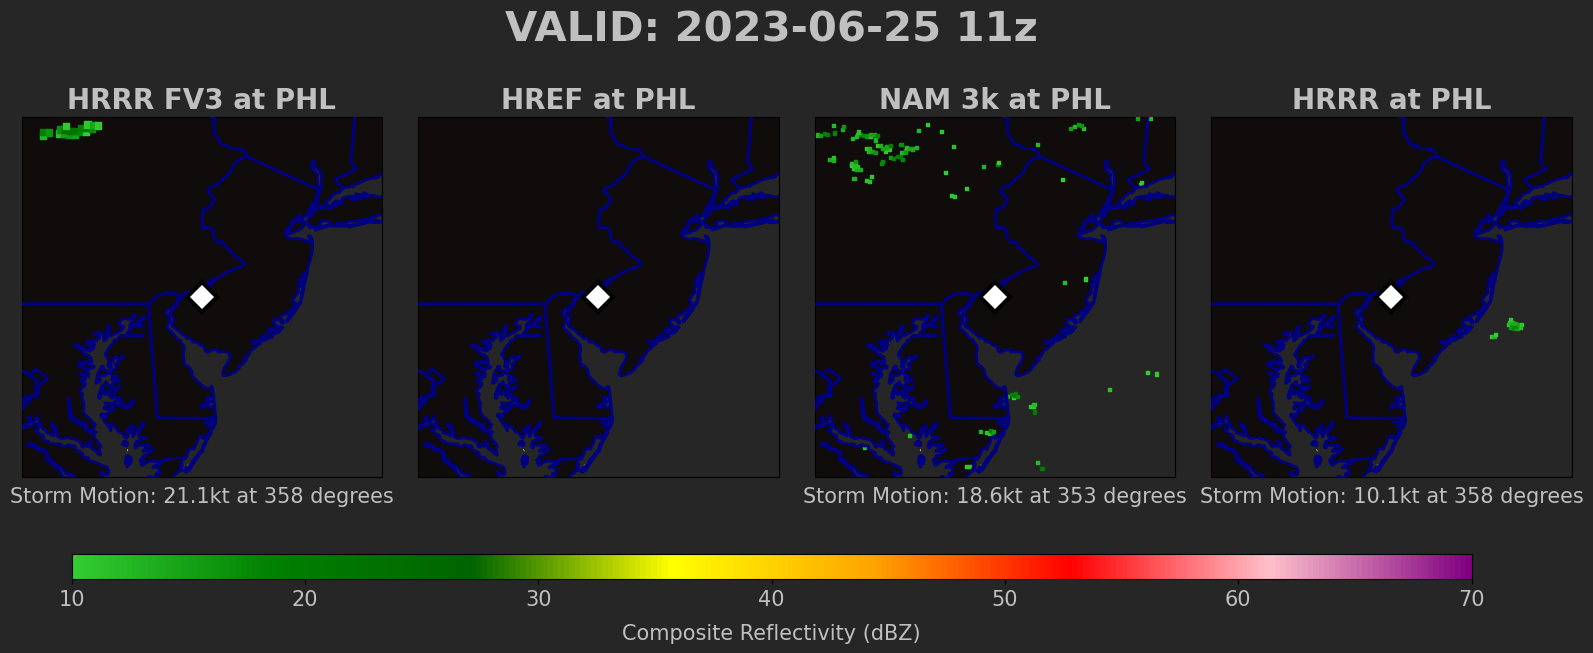 VALID: 2023-06-25 11z
HRRR FV3 at PHL
HREF at PHL
NAM 3k at PHL
HRRR at PHL
Storm Motion: 21.1kt at 358 degrees
Storm Motion: 18.6kt at 353 degrees
Storm Motion: 10.1kt at 358 degrees
10 20 30 40 50 60 70
Composite Reflectivity (dBZ)